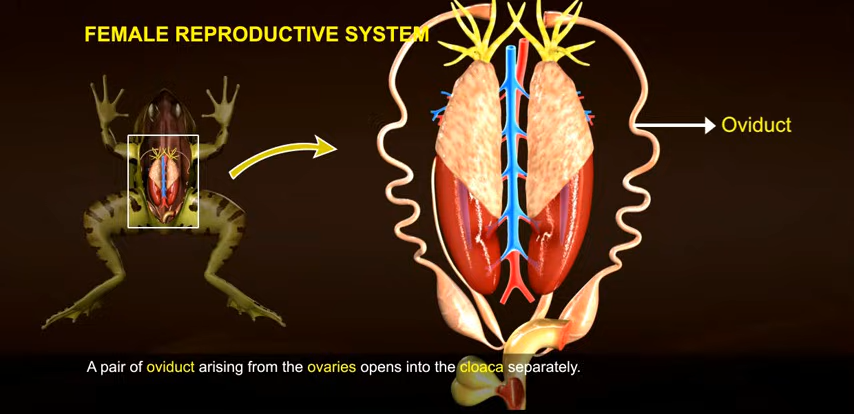 FEMALE REPRODUCTIVE SYSTEM
Oviduct
A pair of oviduct arising from the ovaries opens into the cloaca separately.